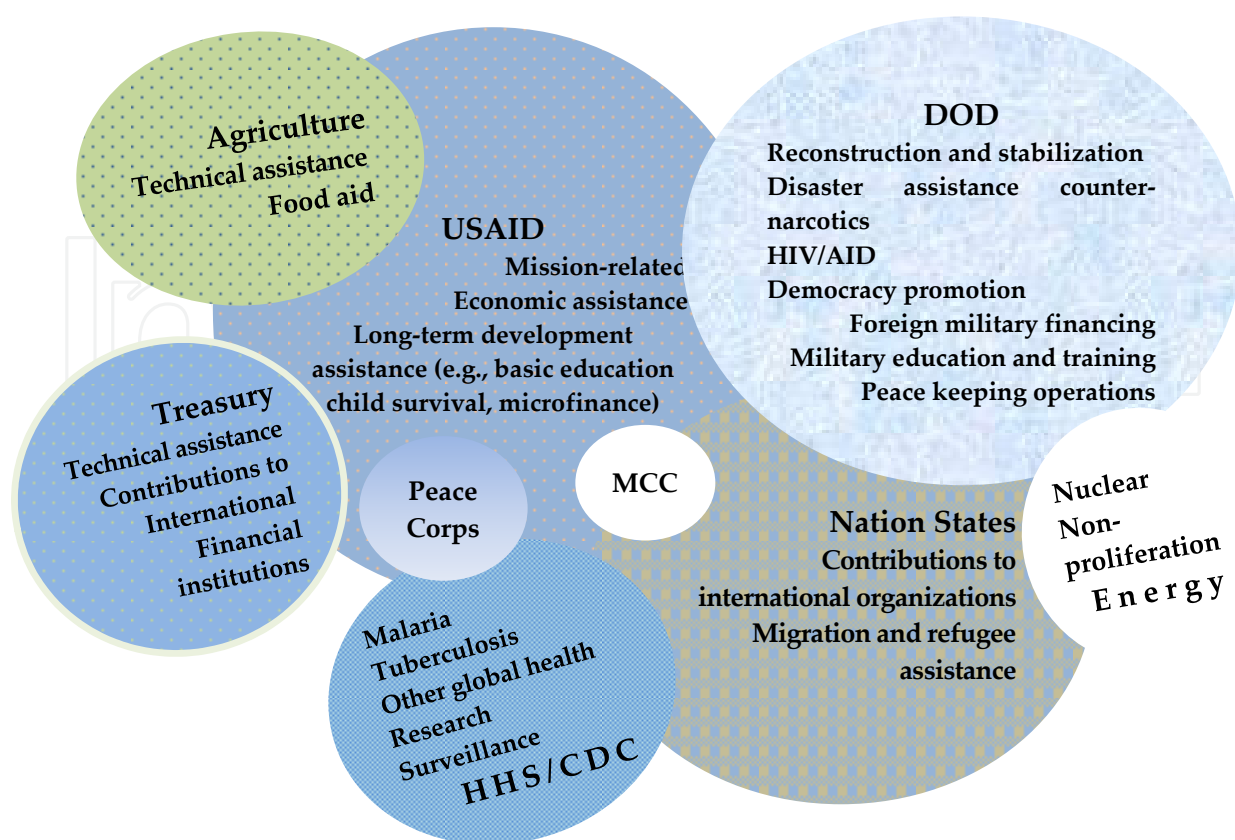 Agriculture
Technical assistance
Food aid
USAID
Mission-related
Economic assistance
Long-term development
assistance (e.g., basic education
child survival, microfinance)
DOD
Reconstruction and stabilization
Disaster assistance counter-
narcotics
HIV/AID
Democracy promotion
Foreign military financing
Military education and training
Peace keeping operations
Treasury
Technical assistance
Contributions to
International
Financial
institutions
Peace
Corps
MCC
Nation States
Contributions to
international organizations
Migration and refugee
assistance
Nuclear
Non-
proliferation
Energy
Malaria
Tuberculosis
Other global health
Research
Surveillance
HHS/CDC